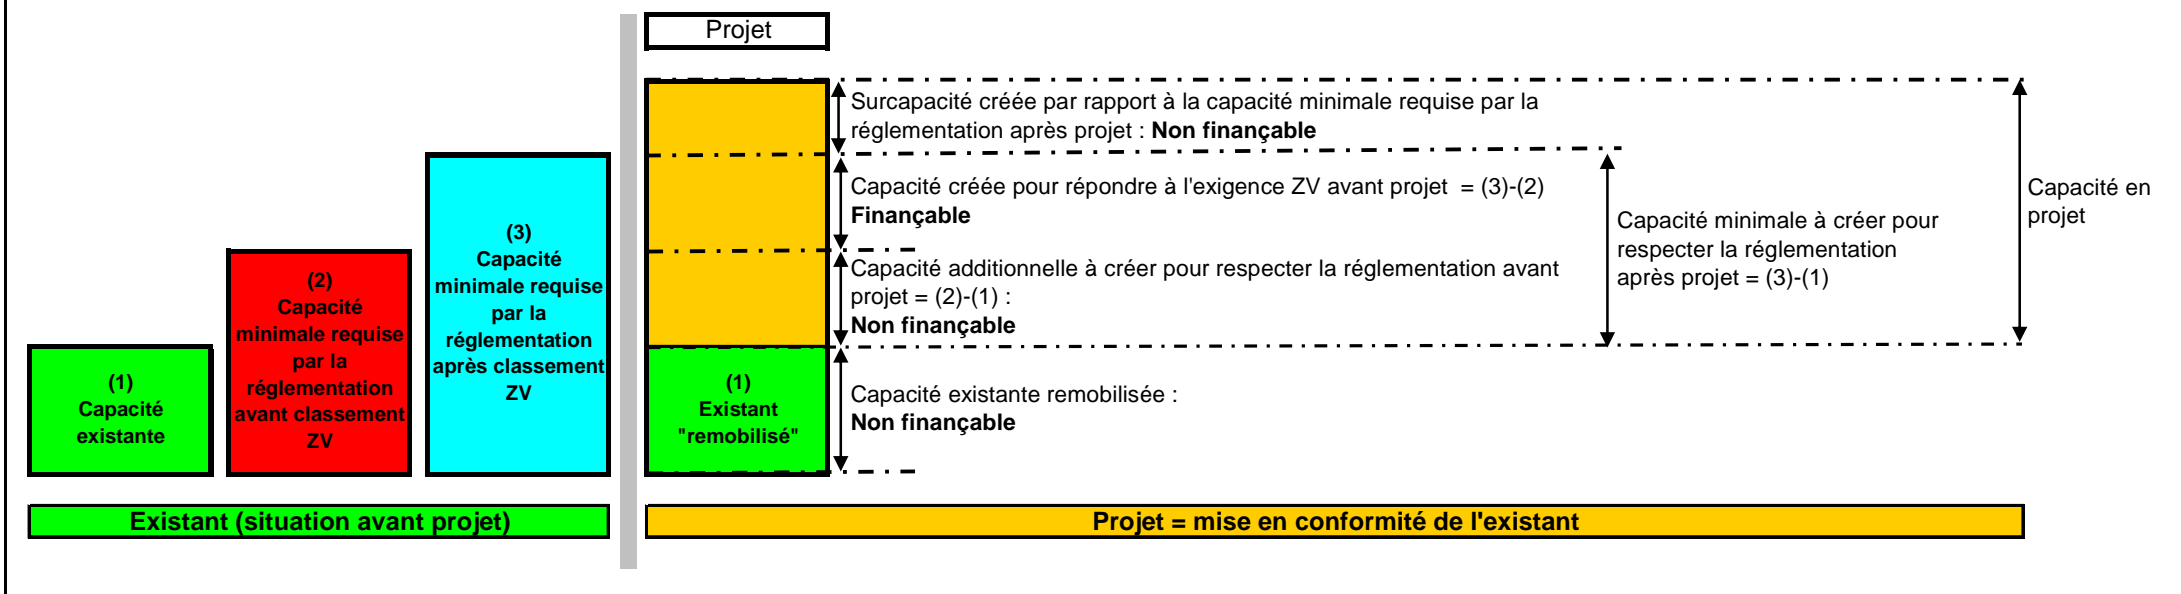 Projet
Surcapacité créée par rapport à la capacité minimale requise par la
réglementation après projet : Non finançable
Capacité créée pour répondre à l'exigence ZV avant projet = (3)-(2)
Finançable
Capacité additionnelle à créer pour respecter la réglementation avant
projet = (2)-(1) :
Non finançable
Capacité existante remobilisée :
Non finançable
Capacité minimale à créer pour
respecter la réglementation
après projet = (3)-(1)
Capacité en
projet
(1)
Capacité
existante
(2)
Capacité
minimale requise
par la
réglementation
avant classement
ZV
(3)
Capacité
minimale requise
par la
réglementation
après classement
ZV
(1)
Existant
"remobilisé"
Existant (situation avant projet)
Projet = mise en conformité de l'existant